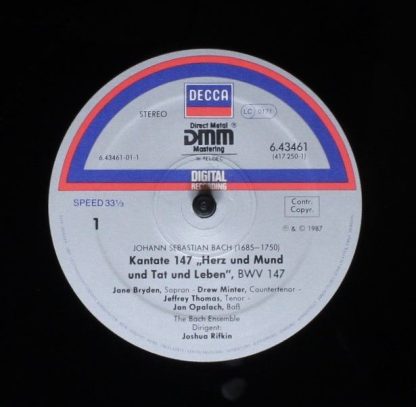 DECCA
STEREO
LC 0171
Direct Metal
DMM
Mastering
6.43461-01-1
6.43461
(417 250-1)
DIGITAL
RECORDING
SPEED 33⅓
Contr.
Copyr.
1
℗ & © 1987
JOHANN SEBASTIAN BACH (1685–1750)
Kantate 147 „Herz und Mund
und Tat und Leben“, BWV 147
Jane Bryden, Sopran - Drew Minter, Countertenor -
Jeffrey Thomas, Tenor -
Jan Opalach, Baß
The Bach Ensemble
Dirigent:
Joshua Rifkin